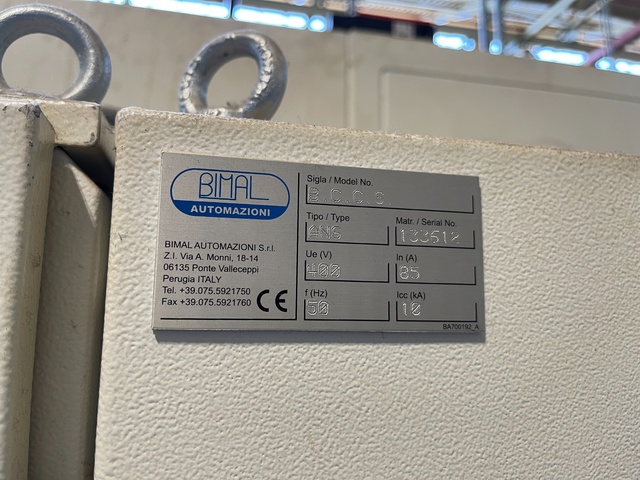 BIMAL
AUTOMAZIONI
BIMAL AUTOMAZIONI S.r.l.
Z.I. Via A. Monni, 18-14
06135 Ponte Valleceppi
Perugia ITALY
Tel. +39.075.5921750
Fax +39.075.5921760
CE
Sigla / Model No.
Tipo / Type
Matr. / Serial No.
133518
Ue (V)
In (A)
400
85
f (Hz)
Icc (kA)
50
10
BA700192_A